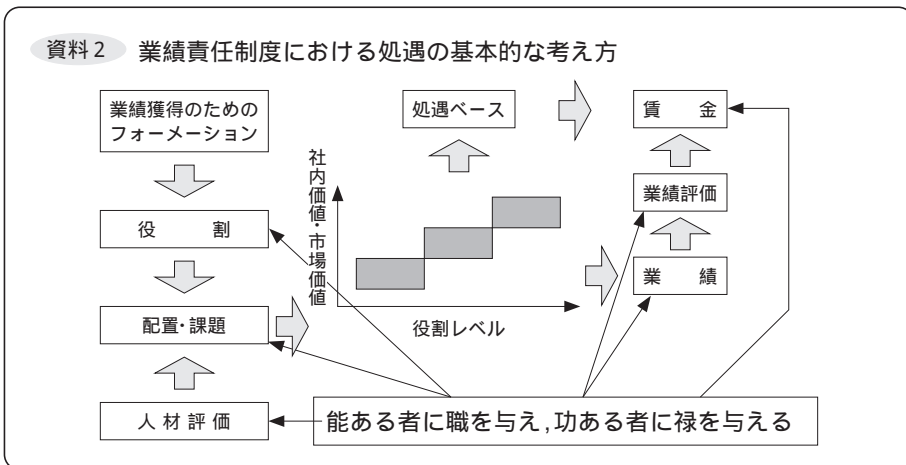 資料2 業績責任制度における処遇の基本的な考え方
業績獲得のための
フォーメーション
役割
配置・課題
人材評価
処遇ベース
社内価値・市場価値
役割レベル
賃金
業績評価
業績
能ある者に職を与え,功ある者に禄を与える